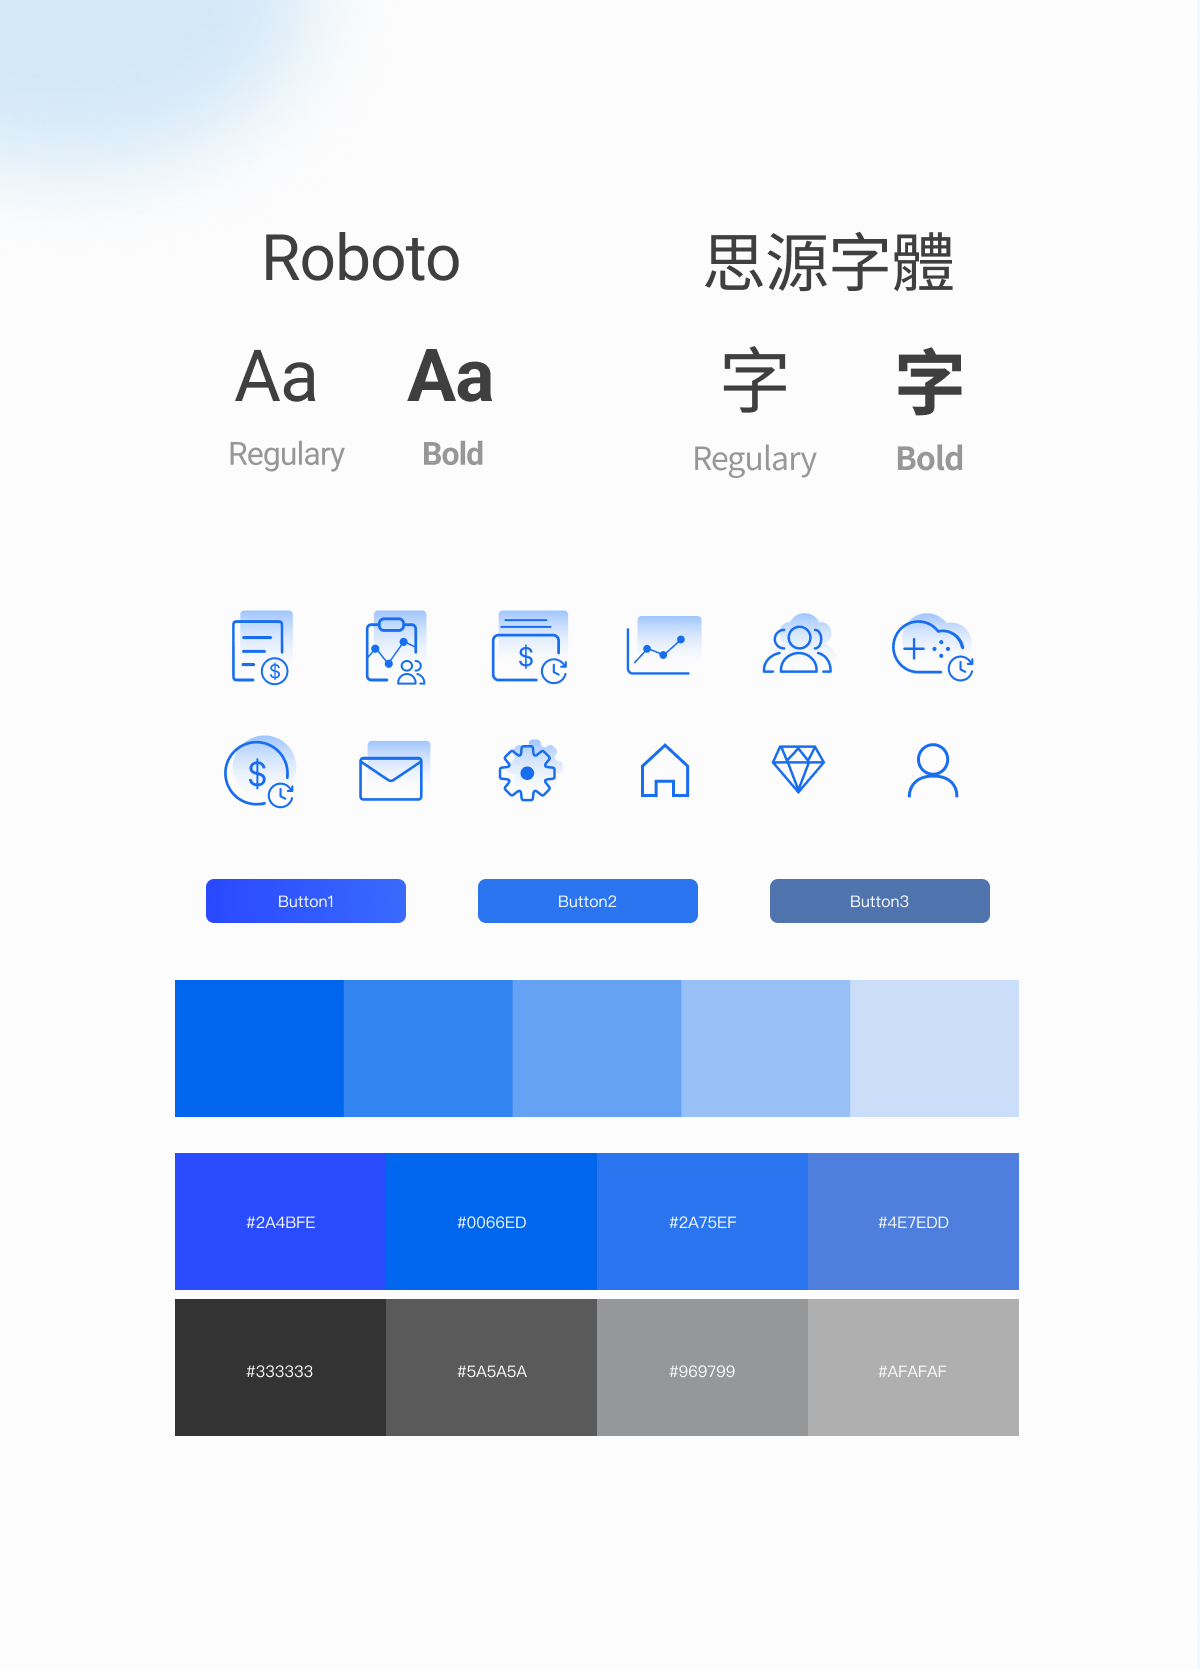 Roboto
思源字體
Aa Aa
字 字
Regulary Bold
Regulary Bold
$
$
$
Button1 Button2 Button3
#2A4BFE #0066ED #2A75EF #4E7EDD
#333333 #5A5A5A #969799 #AFAFAF